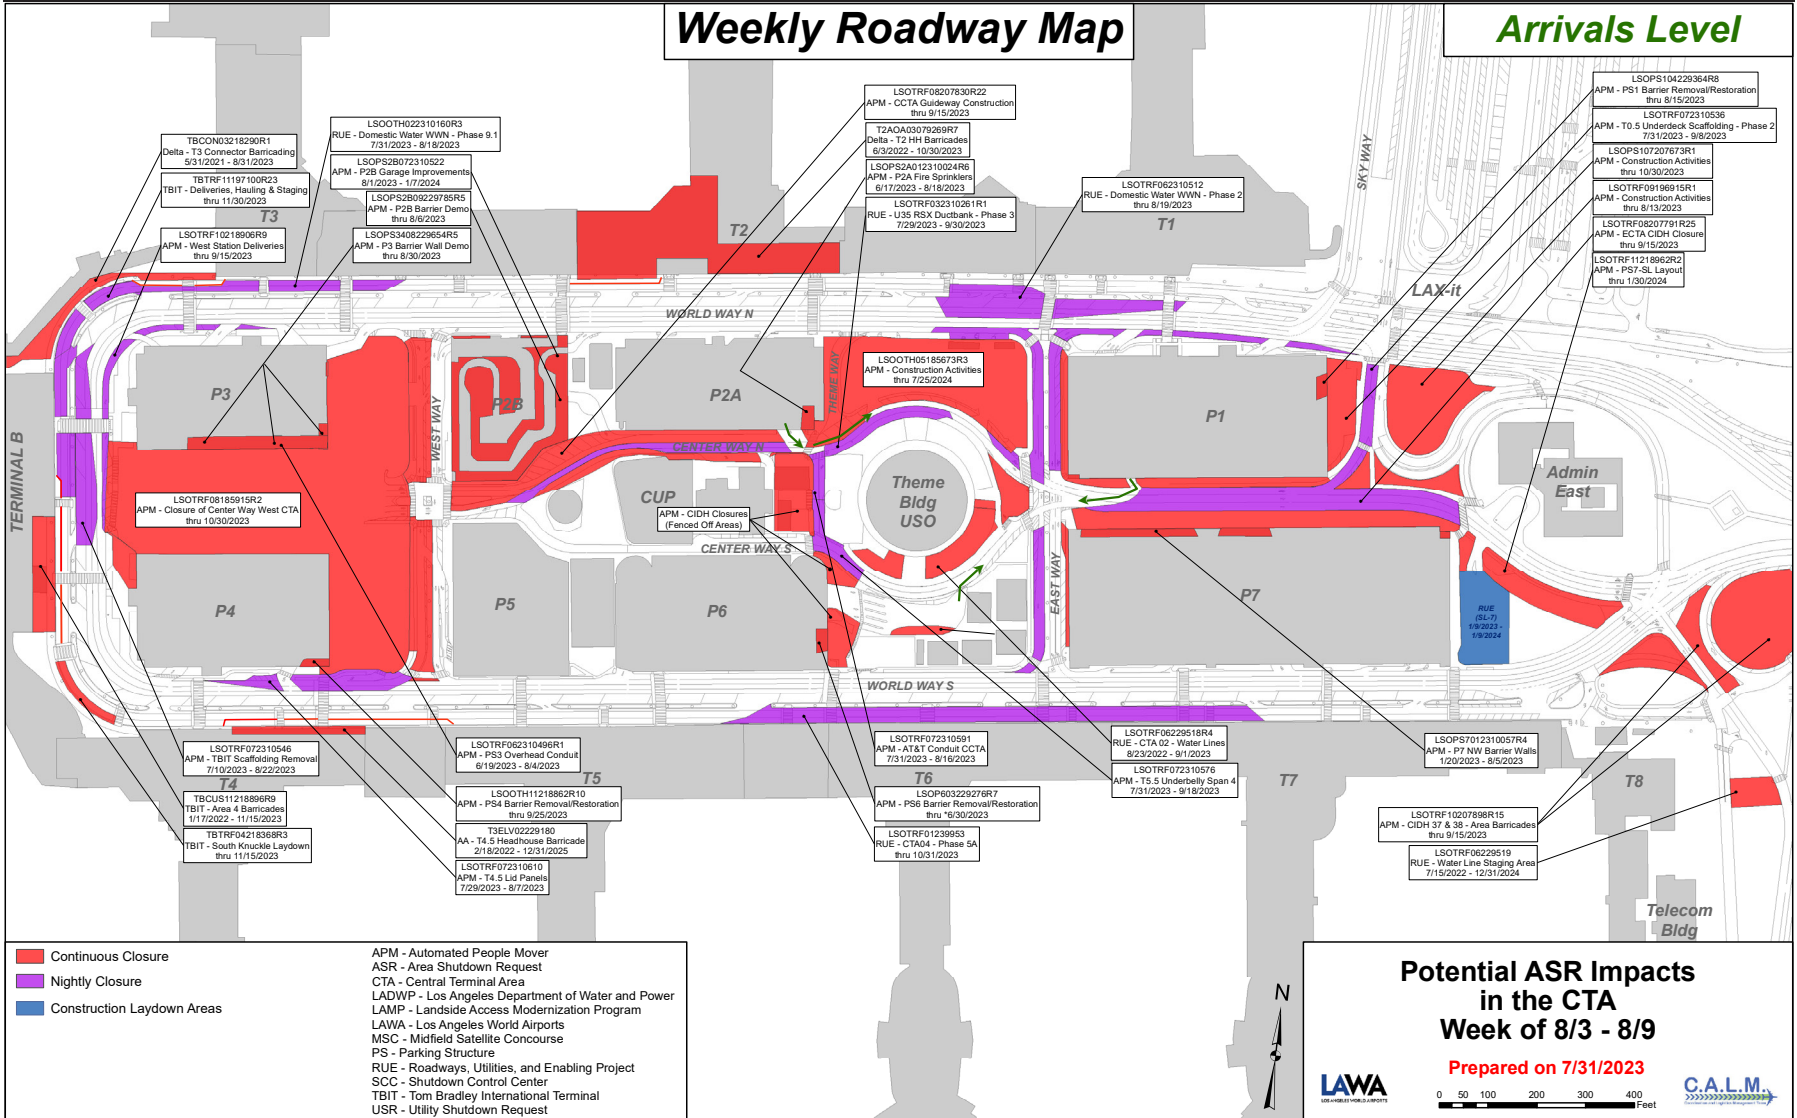 Weekly Roadway Map
Arrivals Level
TBCON03218290R1
Delta - T3 Connector Barricading
5/31/2021 - 8/31/2023
TBTRF11197100R23
TBIT - Deliveries, Hauling & Staging
thru 11/30/2023
LSOTRF10218906R9
APM - West Station Deliveries
thru 9/15/2023
LSOOTH022310160R3
RUE - Domestic Water WWN - Phase 9.1
7/31/2023 - 8/18/2023
LSOPS2B072310522
APM - P2B Garage Improvements
8/1/2023 - 1/7/2024
LSOPS2B09229785R5
APM - P2B Barrier Demo
thru 8/6/2023
LSOPS3408229654R5
APM - P3 Barrier Wall Demo
thru 8/30/2023
LSOTRF08207830R22
APM - CCTA Guideway Construction
thru 9/15/2023
T2AOA03079269R7
Delta - T2 HH Barricades
6/3/2022 - 10/30/2023
LSOPS2A012310024R6
APM - P2A Fire Sprinklers
6/17/2023 - 8/18/2023
LSOTRF032310261R1
RUE - U35 RSX Ductbank - Phase 3
7/29/2023 - 9/30/2023
LSOTRF062310512
RUE - Domestic Water WWN - Phase 2
thru 8/19/2023
LSOPS104229364R8
APM - PS1 Barrier Removal/Restoration
thru 8/15/2023
LSOTRF072310536
APM - T0.5 Underdeck Scaffolding - Phase 2
7/31/2023 - 9/8/2023
LSOPS107207673R1
APM - Construction Activities
thru 10/30/2023
LSOTRF09196915R1
APM - Construction Activities
thru 8/13/2023
LSOTRF08207791R25
APM - ECTA CIDH Closure
thru 9/15/2023
LSOTRF11218962R2
APM - PS7-SL Layout
thru 1/30/2024
T3
T2
T1
SKY WAY
LAX-it
WORLD WAY N
P3
WEST WAY
P2B
P2A
THEME WAY
LSOOTH05185673R3
APM - Construction Activities
thru 7/25/2024
P1
CENTER WAY N
TERMINAL B
LSOTRF08185915R2
APM - Closure of Center Way West CTA
thru 10/30/2023
CUP
APM - CIDH Closures
(Fenced Off Areas)
Theme
Bldg
USO
Admin
East
CENTER WAY S
P4
P5
P6
EAST WAY
P7
RUE
(SL-7)
1/9/2023 -
1/9/2024
WORLD WAY S
LSOTRF072310546
APM - TBIT Scaffolding Removal
7/10/2023 - 8/22/2023
T4
TBCUS11218896R9
TBIT - Area 4 Barricades
1/17/2022 - 11/15/2023
TBTRF04218368R3
TBIT - South Knuckle Laydown
thru 11/15/2023
LSOTRF062310496R1
APM - PS3 Overhead Conduit
6/19/2023 - 8/4/2023
T5
LSOOTH11218862R10
APM - PS4 Barrier Removal/Restoration
thru 9/25/2023
T3ELV02229180
AA - T4.5 Headhouse Barricade
2/18/2022 - 12/31/2025
LSOTRF072310610
APM - T4.5 Lid Panels
7/29/2023 - 8/7/2023
LSOTRF072310591
APM - AT&T Conduit CCTA
7/31/2023 - 8/16/2023
T6
LSOP603229276R7
APM - PS6 Barrier Removal/Restoration
thru *6/30/2023
LSOTRF01239953
RUE - CTA04 - Phase 5A
thru 10/31/2023
LSOTRF06229518R4
RUE - CTA 02 - Water Lines
8/23/2022 - 9/1/2023
LSOTRF072310576
APM - T5.5 Underbelly Span 4
7/31/2023 - 9/18/2023
T7
LSOPS7012310057R4
APM - P7 NW Barrier Walls
1/20/2023 - 8/5/2023
T8
LSOTRF10207898R15
APM - CIDH 37 & 38 - Area Barricades
thru 9/15/2023
LSOTRF06229519
RUE - Water Line Staging Area
7/15/2022 - 12/31/2024
Telecom
Bldg
Continuous Closure
Nightly Closure
Construction Laydown Areas
APM - Automated People Mover
ASR - Area Shutdown Request
CTA - Central Terminal Area
LADWP - Los Angeles Department of Water and Power
LAMP - Landside Access Modernization Program
LAWA - Los Angeles World Airports
MSC - Midfield Satellite Concourse
PS - Parking Structure
RUE - Roadways, Utilities, and Enabling Project
SCC - Shutdown Control Center
TBIT - Tom Bradley International Terminal
USR - Utility Shutdown Request
N
Potential ASR Impacts
in the CTA
Week of 8/3 - 8/9
Prepared on 7/31/2023
LAWA
LOS ANGELES WORLD AIRPORTS
0 50 100 200 300 400
Feet
C.A.L.M.